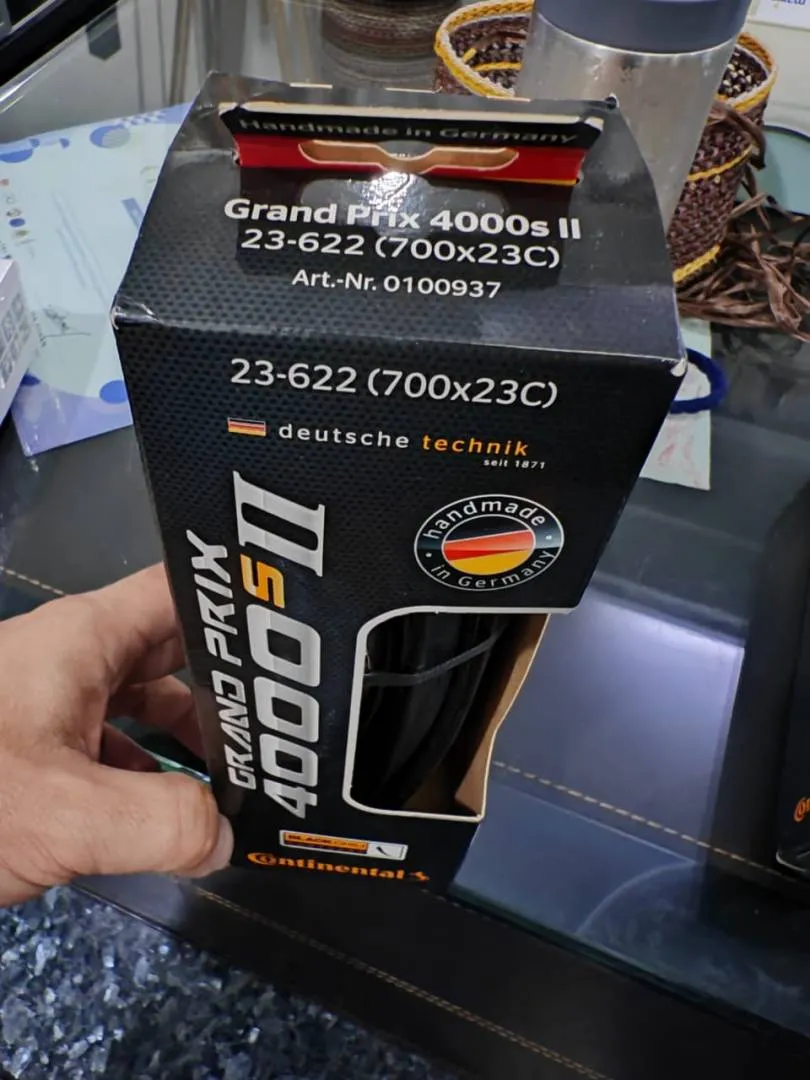 Handmade in Germany
Grand Prix 4000s II
23-622 (700x23C)
Art.-Nr. 0100937
23-622 (700x23C)
deutsche technik
seit 1871
handmade
in Germany
GRAND PRIX
4000s II
BLACKCHILI
Continental